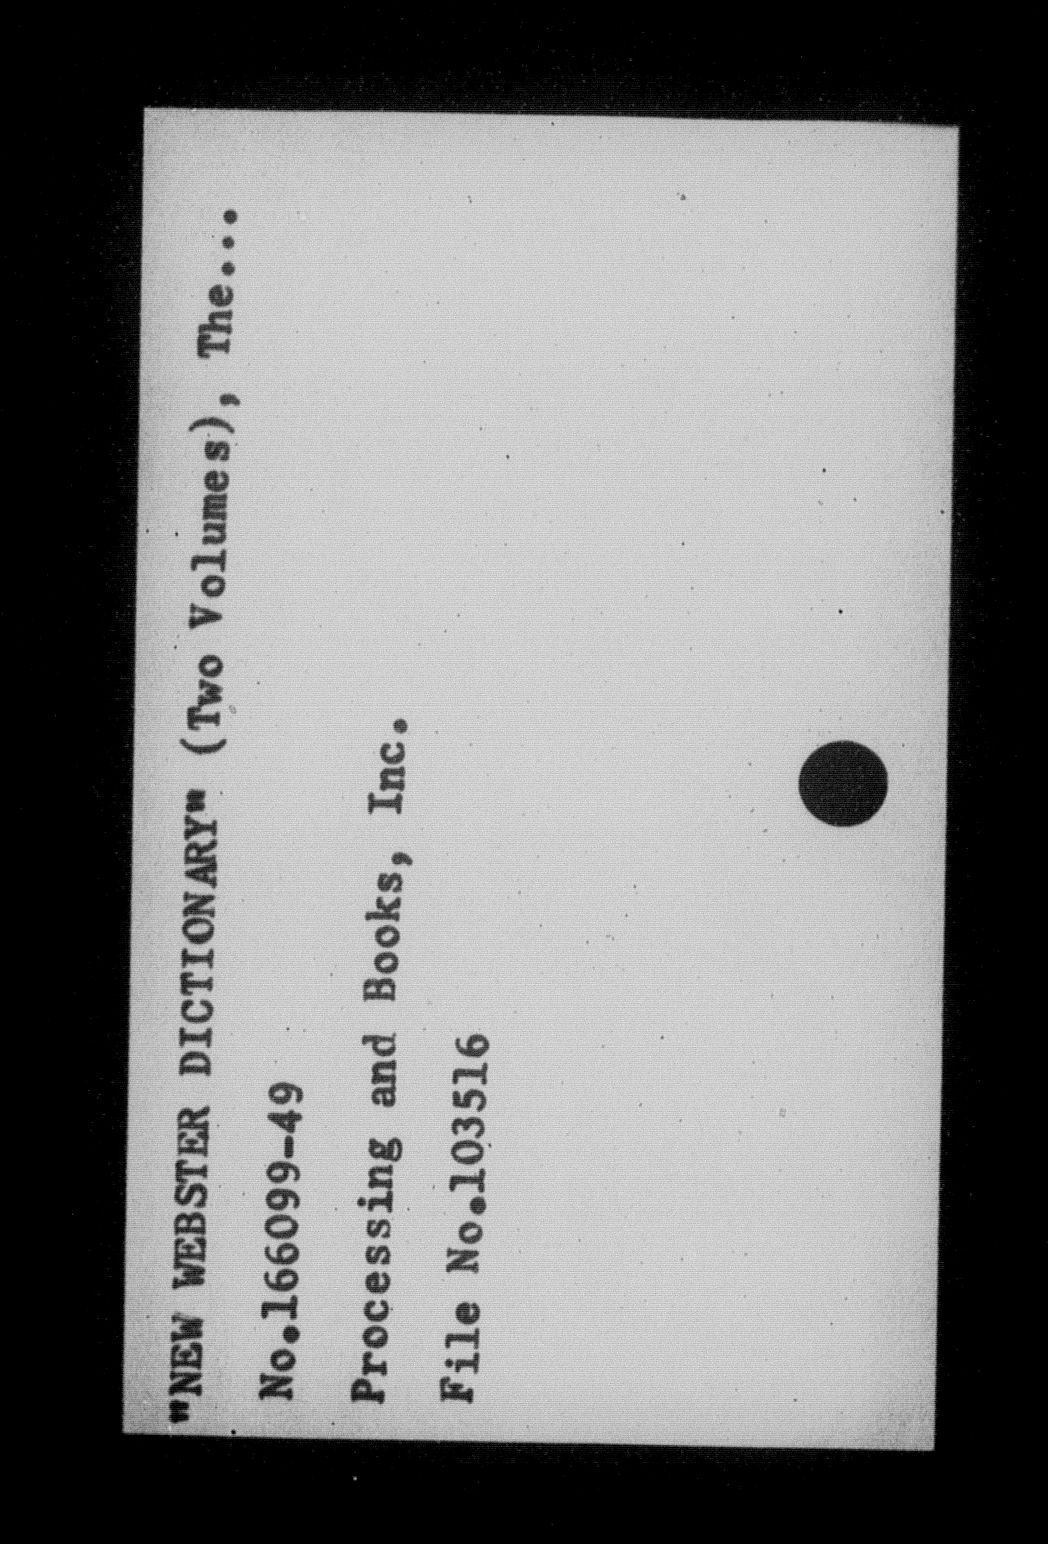 "NEW WEBSTER DICTIONARY" (Two Volumes), The...
No.166099-49
Processing and Books, Inc.
File No.103516